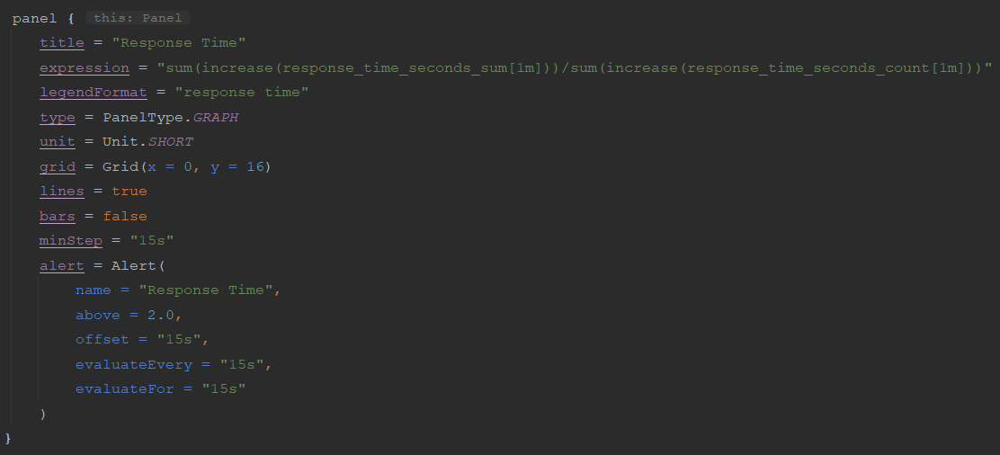 panel { this: Panel
title = "Response Time"
expression = "sum(increase(response_time_seconds_sum[1m]))/sum(increase(response_time_seconds_count[1m]))"
legendFormat = "response time"
type = PanelType.GRAPH
unit = Unit.SHORT
grid = Grid(x = 0, y = 16)
lines = true
bars = false
minStep = "15s"
alert = Alert(
name = "Response Time",
above = 2.0,
offset = "15s",
evaluateEvery = "15s",
evaluateFor = "15s"
)
}